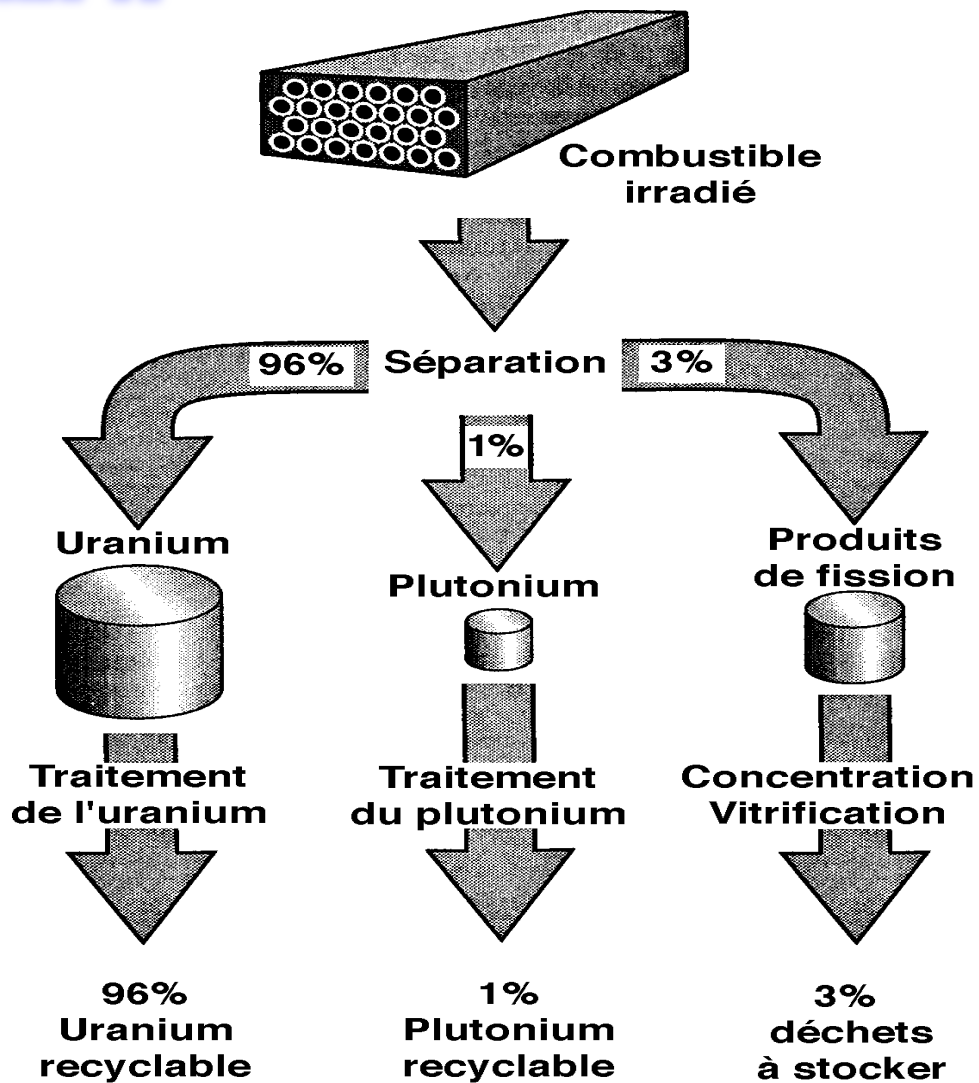 Combustible
irradié
96%
Séparation
3%
1%
Uranium
Plutonium
Produits
de fission
Traitement
de l'uranium
Traitement
du plutonium
Concentration
Vitrification
96%
Uranium
recyclable
1%
Plutonium
recyclable
3%
déchets
à stocker